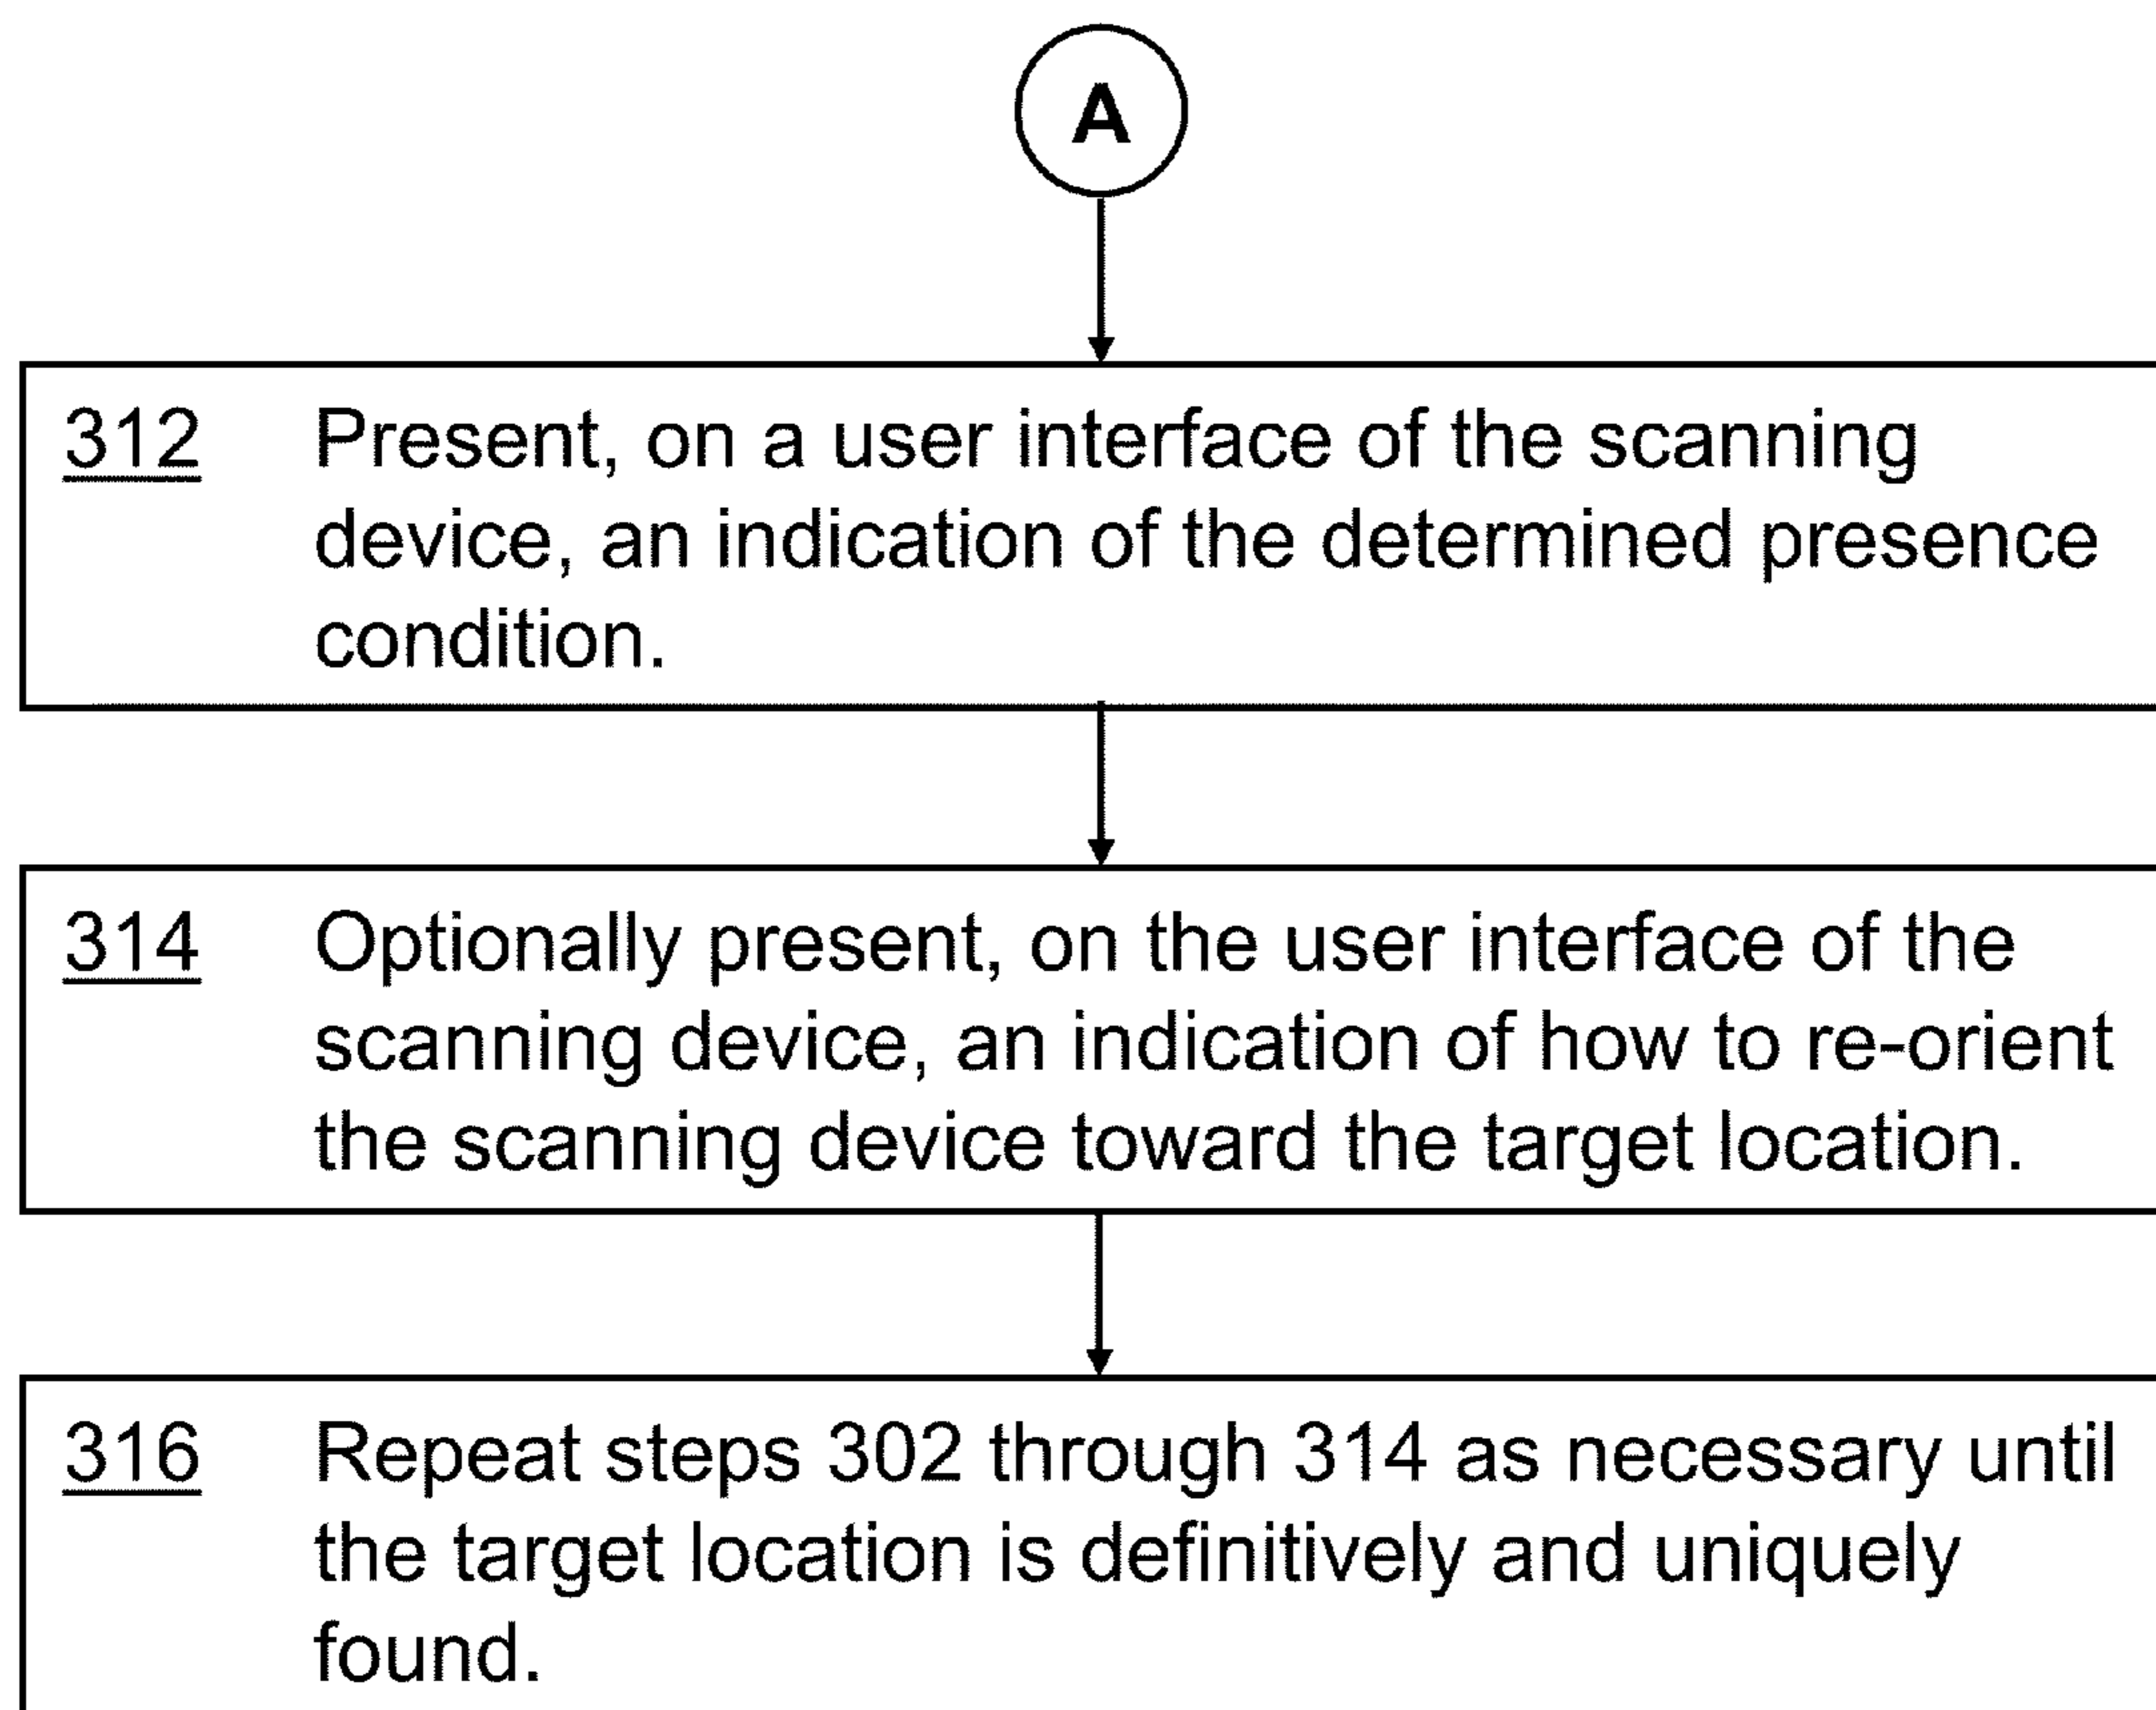 A
312 Present, on a user interface of the scanning
device, an indication of the determined presence
condition.
314 Optionally present, on the user interface of the
scanning device, an indication of how to re-orient
the scanning device toward the target location.
316 Repeat steps 302 through 314 as necessary until
the target location is definitively and uniquely
found.